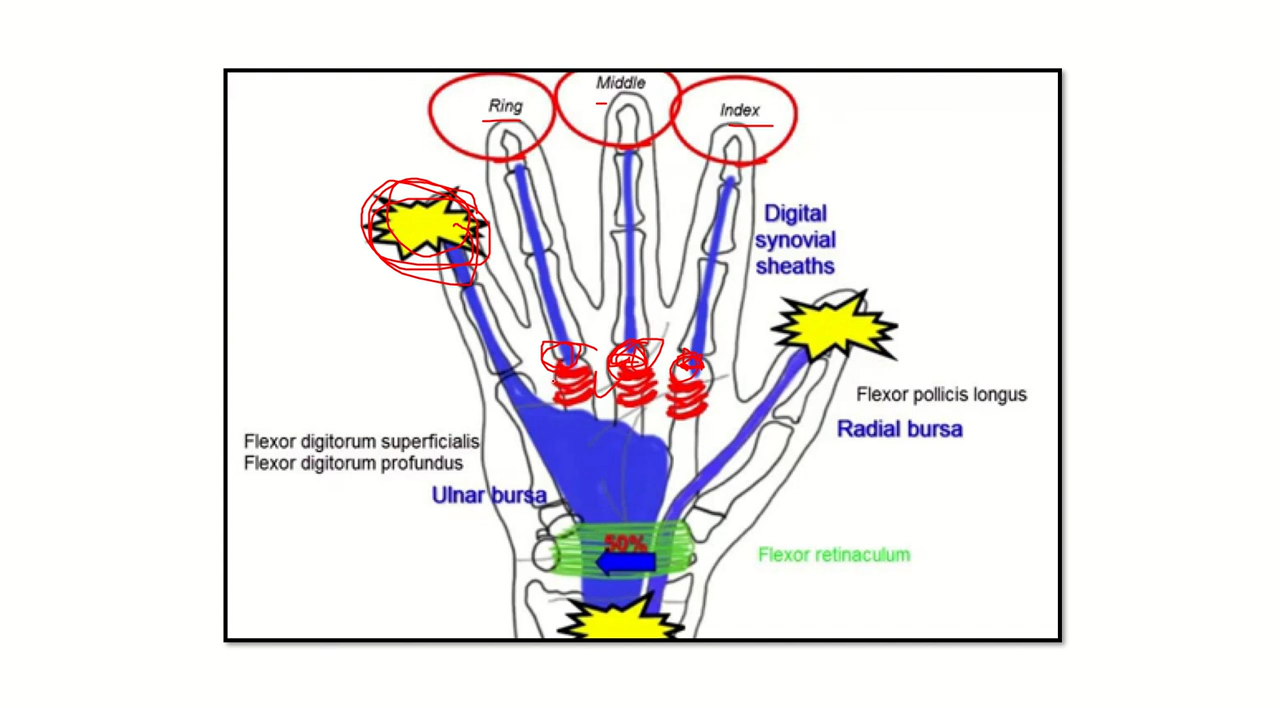 Middle
Ring
Index
Digital
synovial
sheaths
Flexor pollicis longus
Radial bursa
Flexor digitorum superficialis
Flexor digitorum profundus
Ulnar bursa
50%
Flexor retinaculum